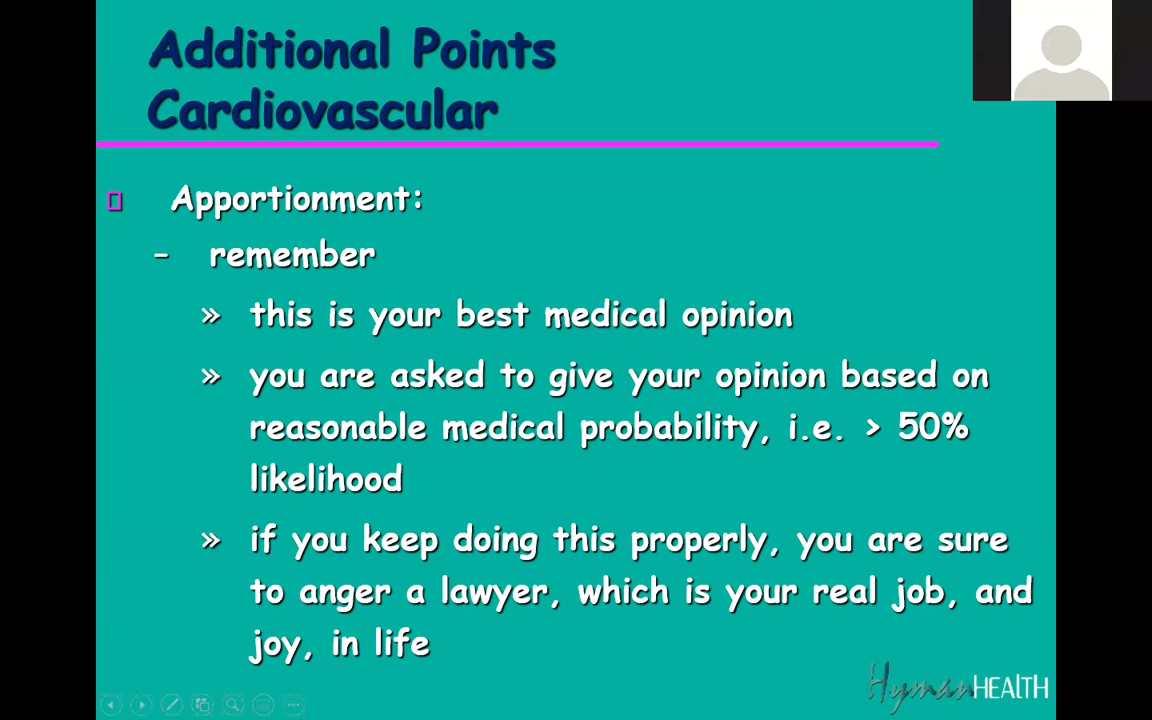 Additional Points
Cardiovascular
Apportionment:
- remember
» this is your best medical opinion
» you are asked to give your opinion based on
reasonable medical probability, i.e. > 50%
likelihood
» if you keep doing this properly, you are sure
to anger a lawyer, which is your real job, and
joy, in life
HymanHEALTH